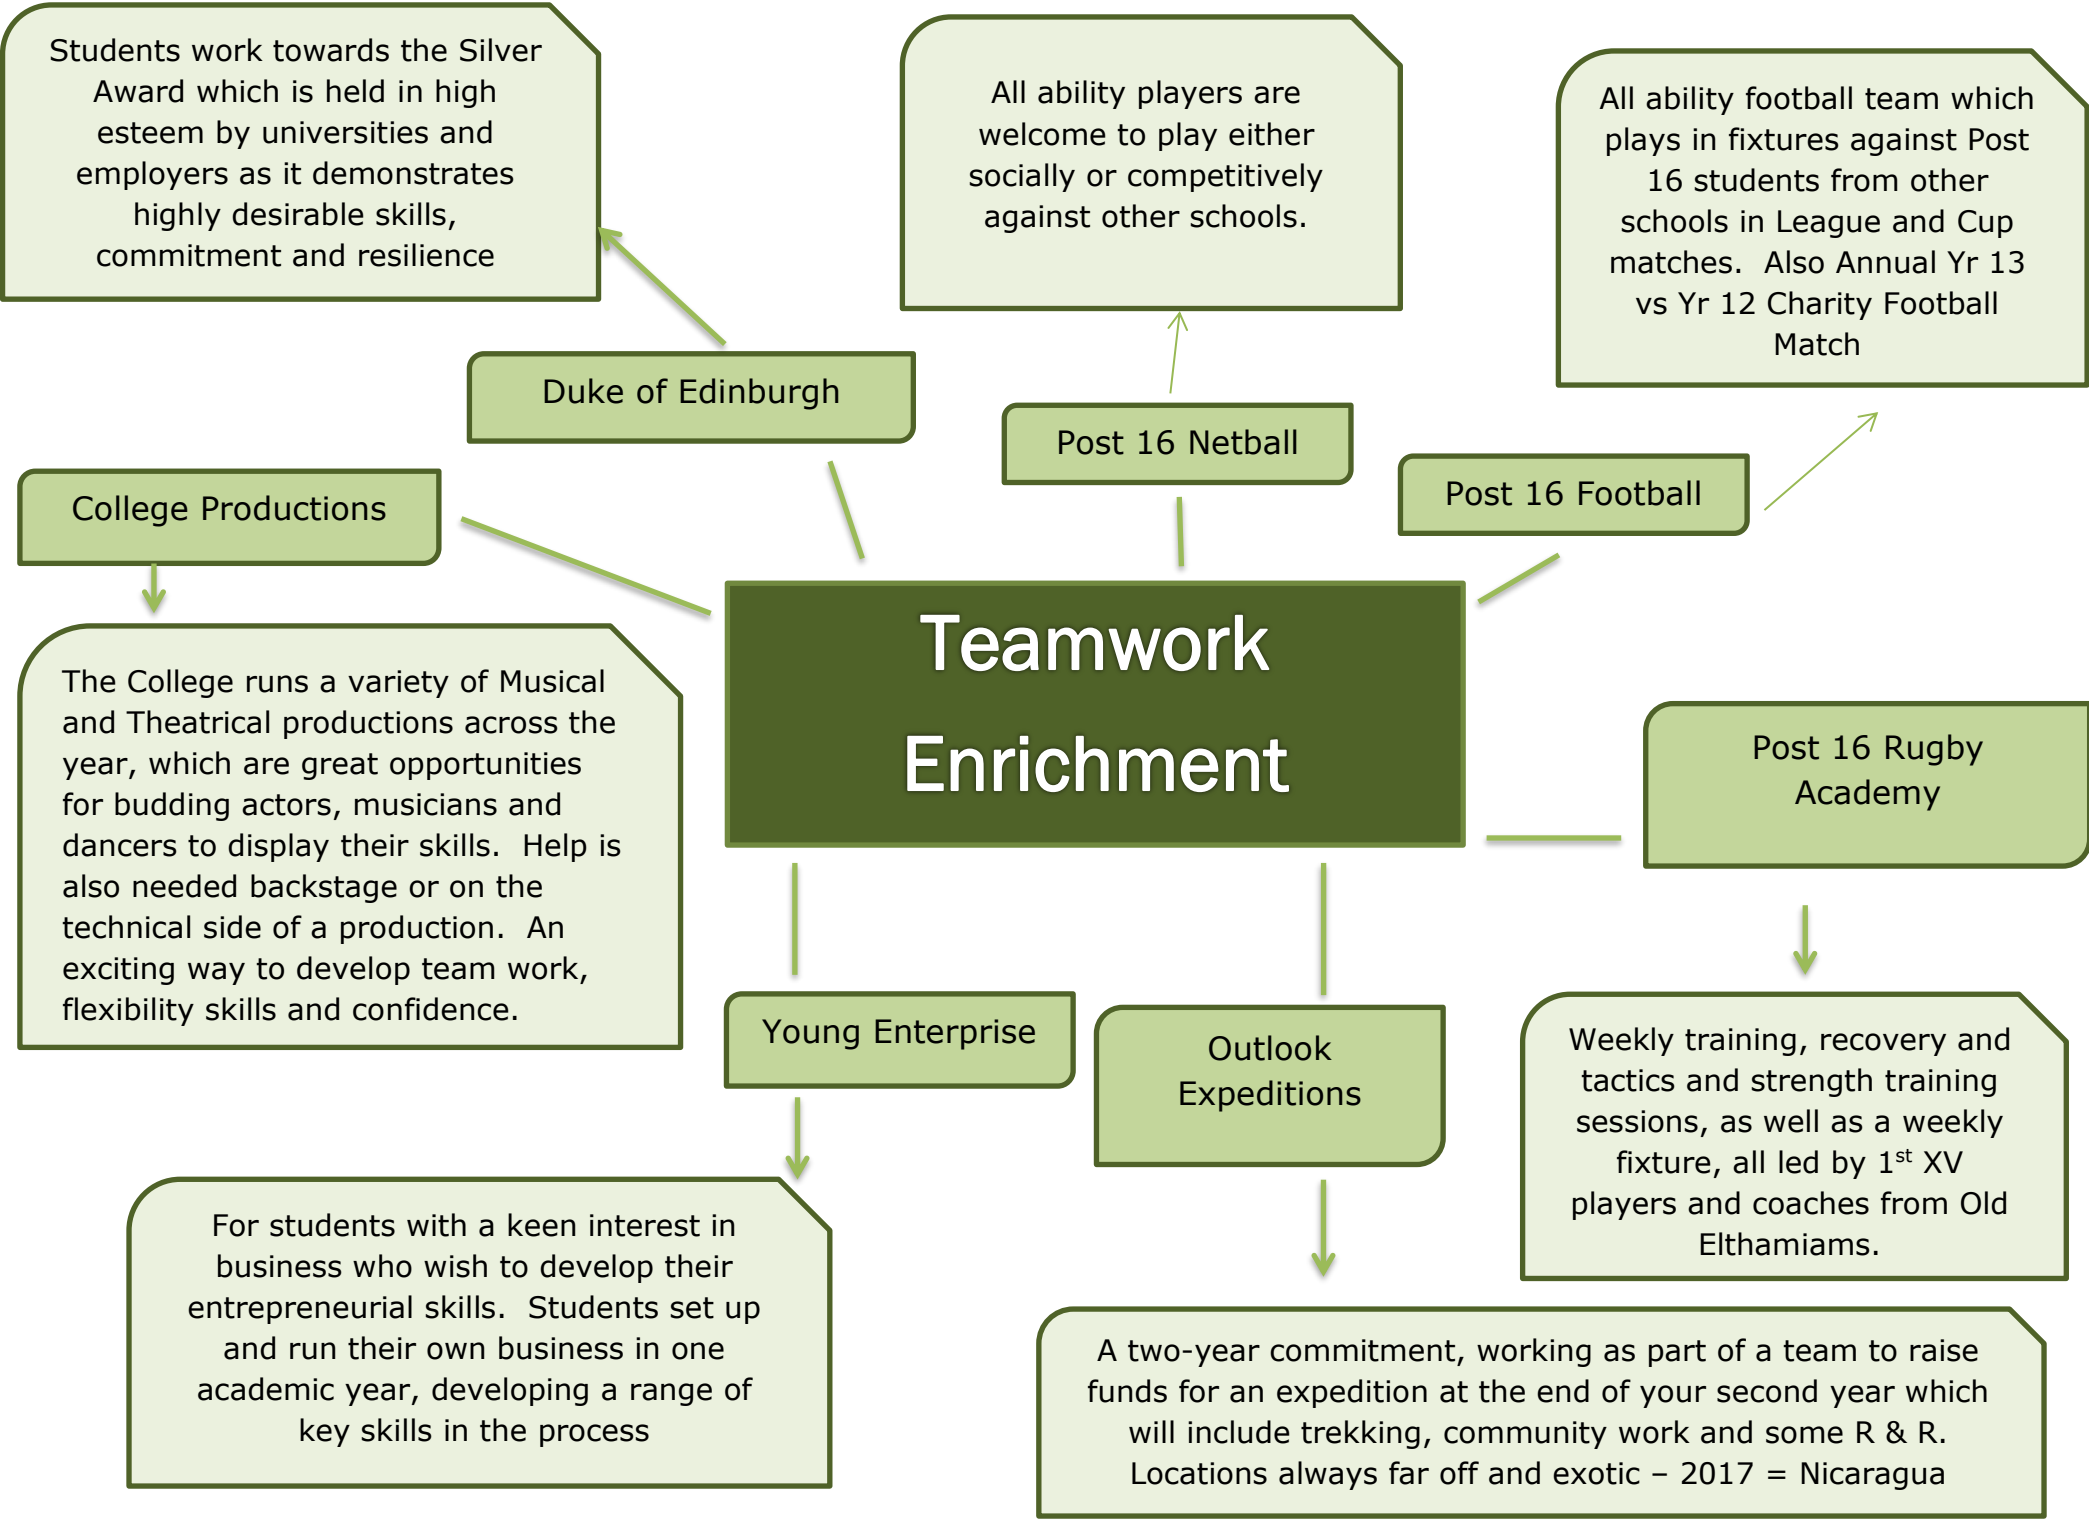 Students work towards the Silver
Award which is held in high
esteem by universities and
employers as it demonstrates
highly desirable skills,
commitment and resilience
All ability players are
welcome to play either
socially or competitively
against other schools.
All ability football team which
plays in fixtures against Post
16 students from other
schools in League and Cup
matches.  Also Annual Yr 13
vs Yr 12 Charity Football
Match
Duke of Edinburgh
Post 16 Netball
Post 16 Football
College Productions
Teamwork
Enrichment
The College runs a variety of Musical
and Theatrical productions across the
year, which are great opportunities
for budding actors, musicians and
dancers to display their skills.  Help is
also needed backstage or on the
technical side of a production.  An
exciting way to develop team work,
flexibility skills and confidence.
Post 16 Rugby
Academy
Young Enterprise
Outlook
Expeditions
Weekly training, recovery and
tactics and strength training
sessions, as well as a weekly
fixture, all led by 1st XV
players and coaches from Old
Elthamiams.
For students with a keen interest in
business who wish to develop their
entrepreneurial skills.  Students set up
and run their own business in one
academic year, developing a range of
key skills in the process
A two-year commitment, working as part of a team to raise
funds for an expedition at the end of your second year which
will include trekking, community work and some R & R.
Locations always far off and exotic – 2017 = Nicaragua